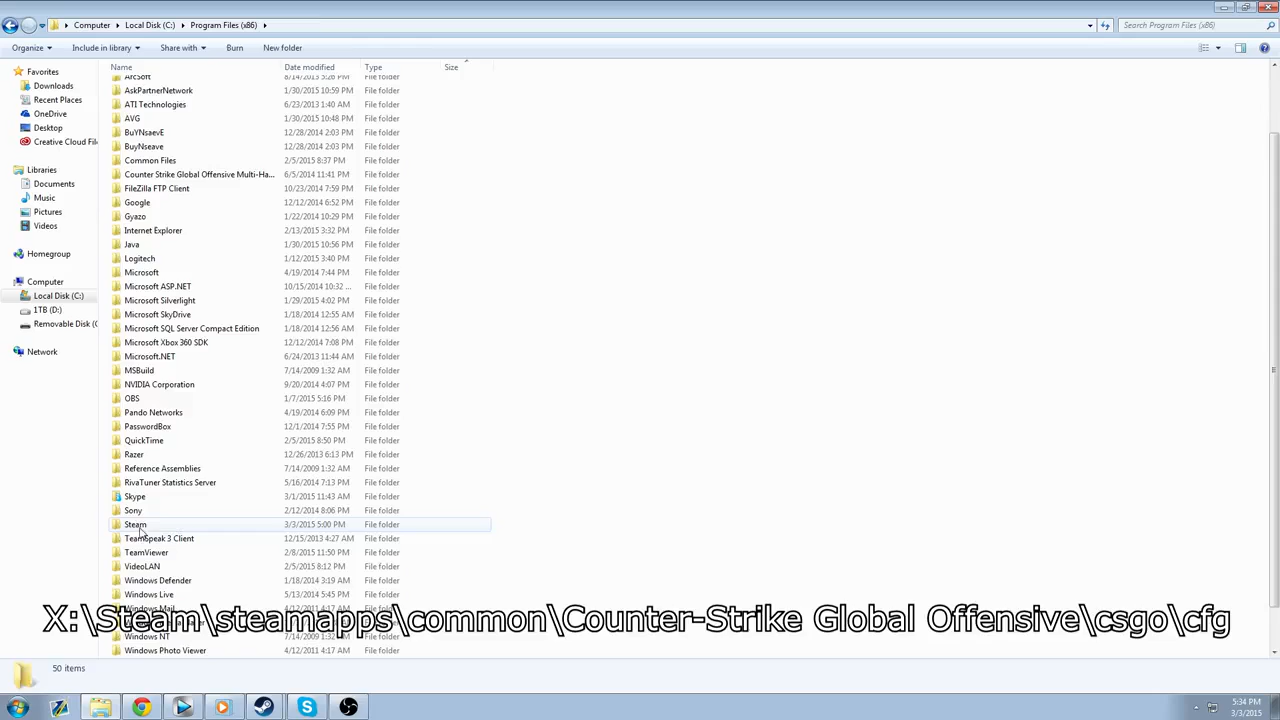 Computer ▸ Local Disk (C:) ▸ Program Files (x86) ▸
Search Program Files (x86)
Organize Include in library Share with Burn New folder
Name Date modified Type Size
Favorites
Downloads
Recent Places
OneDrive
Desktop
Creative Cloud Fil
Libraries
Documents
Music
Pictures
Videos
Homegroup
Computer
Local Disk (C:)
1TB (D:)
Removable Disk (
Network
ArcSoft 8/14/2013 5:26 PM File folder
AskPartnerNetwork 1/30/2015 10:59 PM File folder
ATI Technologies 6/23/2013 1:40 AM File folder
AVG 1/30/2015 10:48 PM File folder
BuYNsaevE 12/28/2014 2:03 PM File folder
BuyNseave 12/28/2014 2:03 PM File folder
Common Files 2/5/2015 8:37 PM File folder
Counter Strike Global Offensive Multi-Ha... 6/5/2014 11:41 PM File folder
FileZilla FTP Client 10/23/2014 7:59 PM File folder
Google 12/12/2014 6:52 PM File folder
Gyazo 1/22/2014 10:29 PM File folder
Internet Explorer 2/13/2015 3:32 PM File folder
Java 1/30/2015 10:56 PM File folder
Logitech 1/12/2015 3:40 PM File folder
Microsoft 4/19/2014 7:44 PM File folder
Microsoft ASP.NET 10/15/2014 10:32 ... File folder
Microsoft Silverlight 1/29/2015 4:02 PM File folder
Microsoft SkyDrive 1/18/2014 12:55 AM File folder
Microsoft SQL Server Compact Edition 1/18/2014 12:56 AM File folder
Microsoft Xbox 360 SDK 12/12/2014 7:08 PM File folder
Microsoft.NET 6/24/2013 11:44 AM File folder
MSBuild 7/14/2009 1:32 AM File folder
NVIDIA Corporation 9/20/2014 4:07 PM File folder
OBS 1/7/2015 5:16 PM File folder
Pando Networks 4/19/2014 6:09 PM File folder
PasswordBox 12/1/2014 7:55 PM File folder
QuickTime 2/5/2015 8:50 PM File folder
Razer 12/26/2013 6:13 PM File folder
Reference Assemblies 7/14/2009 1:32 AM File folder
RivaTuner Statistics Server 5/16/2014 7:13 PM File folder
Skype 3/1/2015 11:43 AM File folder
Sony 2/12/2014 8:06 PM File folder
Steam 3/3/2015 5:00 PM File folder
TeamSpeak 3 Client 12/15/2013 4:27 AM File folder
TeamViewer 2/8/2015 11:50 PM File folder
VideoLAN 2/5/2015 8:12 PM File folder
Windows Defender 1/18/2014 3:19 AM File folder
Windows Live 5/13/2014 5:45 PM File folder
Windows Mail 4/12/2011 4:17 AM File folder
X:\Steam\steamapps\common\Counter-Strike Global Offensive\csgo\cfg
Windows NT 7/14/2009 1:32 AM File folder
Windows Photo Viewer 4/12/2011 4:17 AM File folder
50 items
5:34 PM
3/3/2015